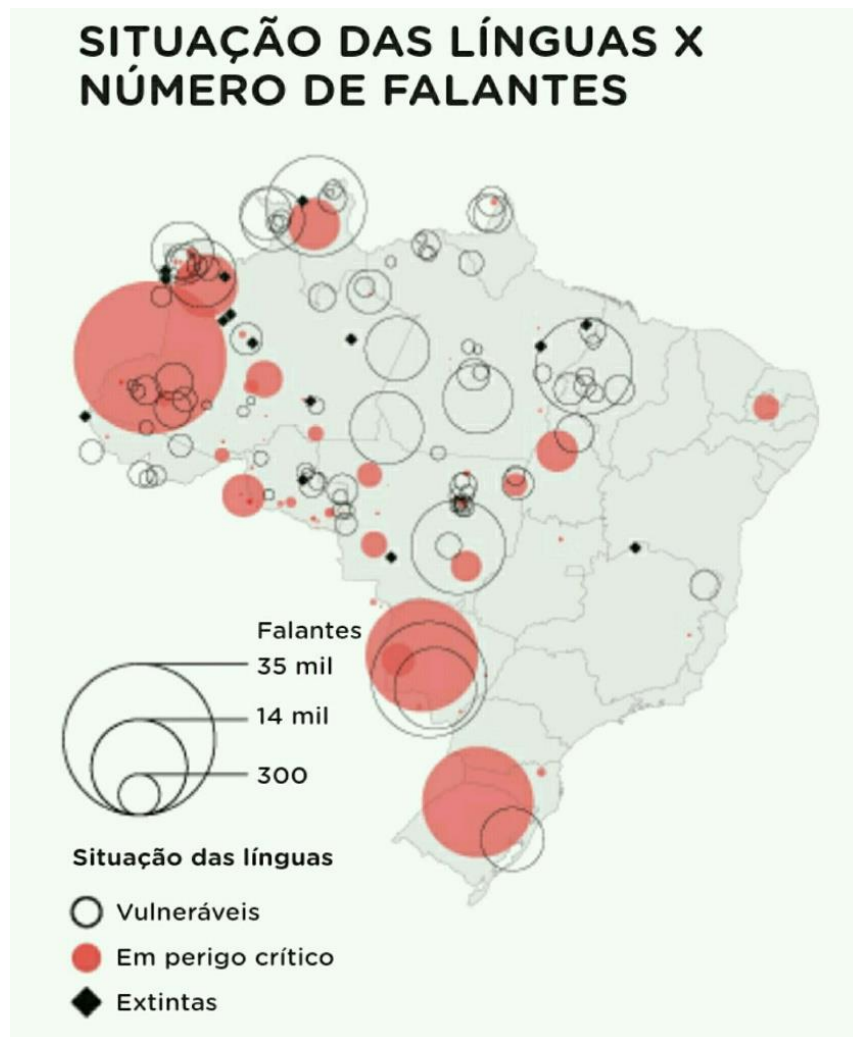 SITUAÇÃO DAS LÍNGUAS X
NÚMERO DE FALANTES
Falantes
35 mil
14 mil
300
Situação das línguas
Vulneráveis
Em perigo crítico
Extintas